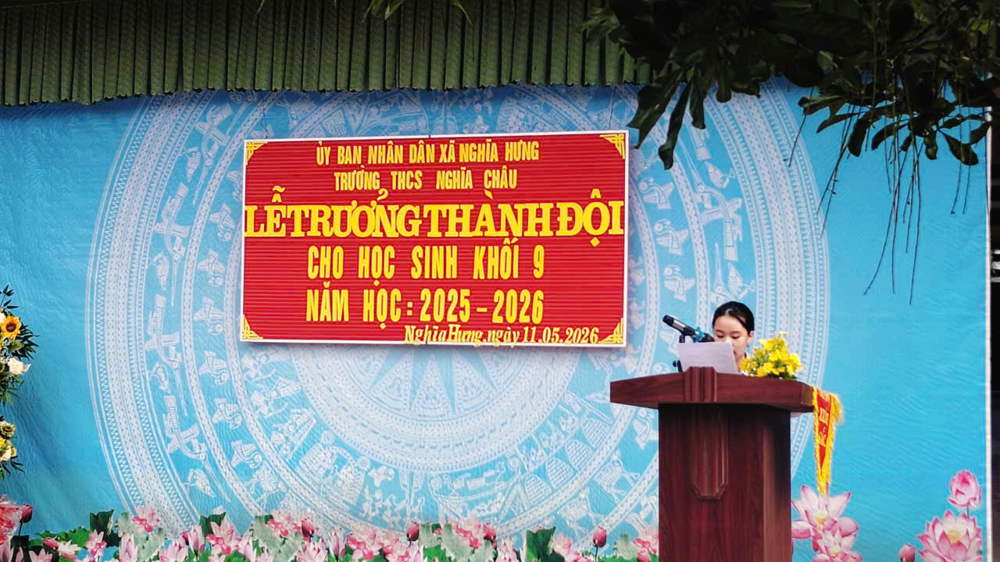 ỦY BAN NHÂN DÂN XÃ NGHĨA HƯNG
TRƯỜNG THCS NGHĨA CHÂU
LỄ TRƯỞNG THÀNH ĐỘI
CHO HỌC SINH KHỐI 9
NĂM HỌC: 2025 - 2026
Nghĩa Hưng, ngày 11.05.2026